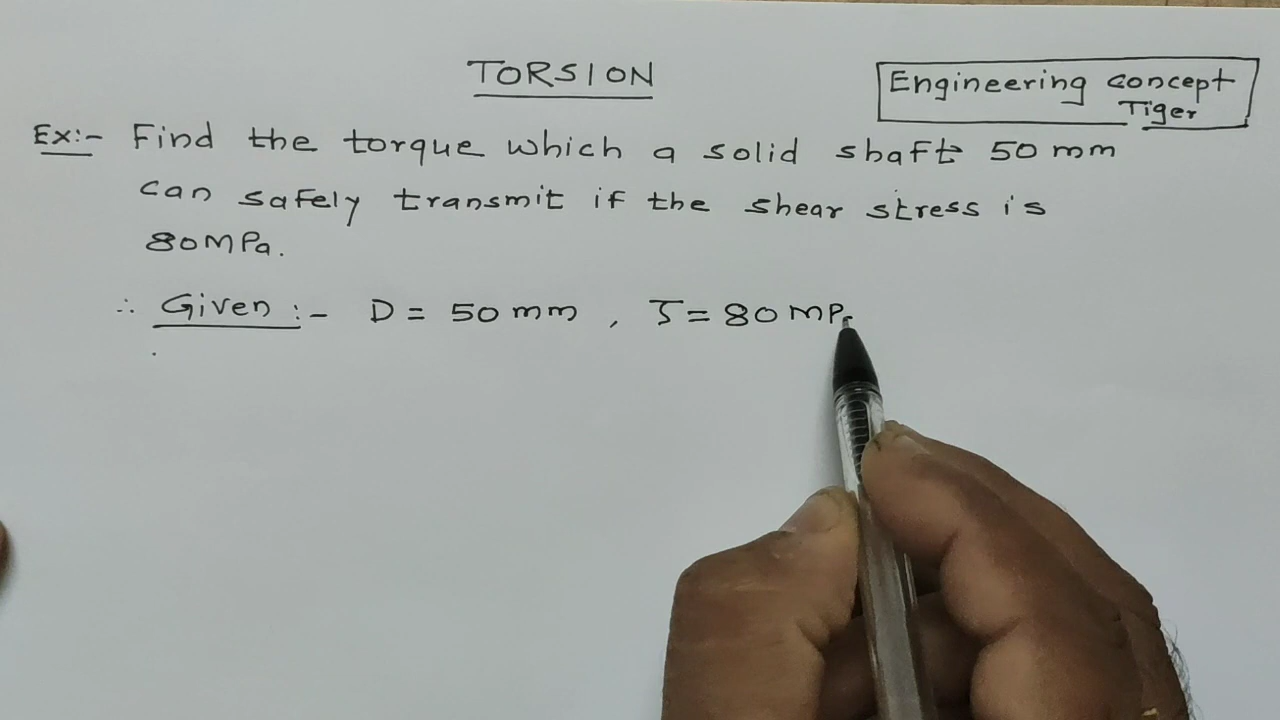 TORSION
Engineering concept
Tiger
Ex:- Find the torque which a solid shaft 50 mm
can safely transmit if the shear stress is
80MPa.
∴ Given :- D = 50 mm , τ = 80 MP